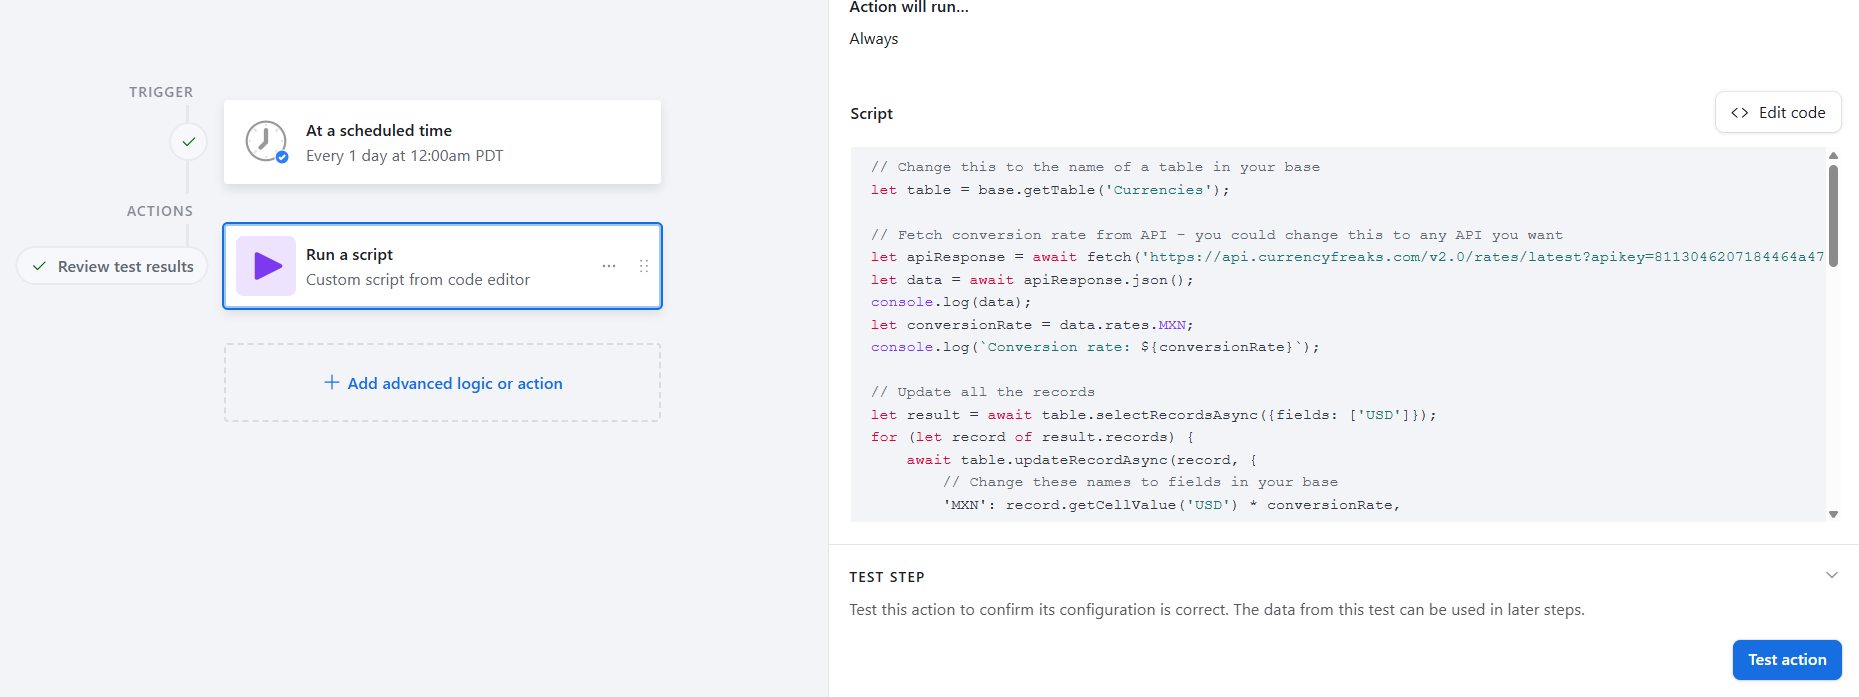 TRIGGER
At a scheduled time
Every 1 day at 12:00am PDT
ACTIONS
Review test results
Run a script
Custom script from code editor
Add advanced logic or action
Action will run...
Always
Script
<> Edit code
// Change this to the name of a table in your base
let table = base.getTable('Currencies');
// Fetch conversion rate from API - you could change this to any API you want
let apiResponse = await fetch('https://api.currencyfreaks.com/v2.0/rates/latest?apikey=8113046207184464a47
let data = await apiResponse.json();
console.log(data);
let conversionRate = data.rates.MXN;
console.log(`Conversion rate: ${conversionRate}`);
// Update all the records
let result = await table.selectRecordsAsync({fields: ['USD']});
for (let record of result.records) {
await table.updateRecordAsync(record, {
// Change these names to fields in your base
'MXN': record.getCellValue('USD') * conversionRate,
TEST STEP
Test this action to confirm its configuration is correct. The data from this test can be used in later steps.
Test action